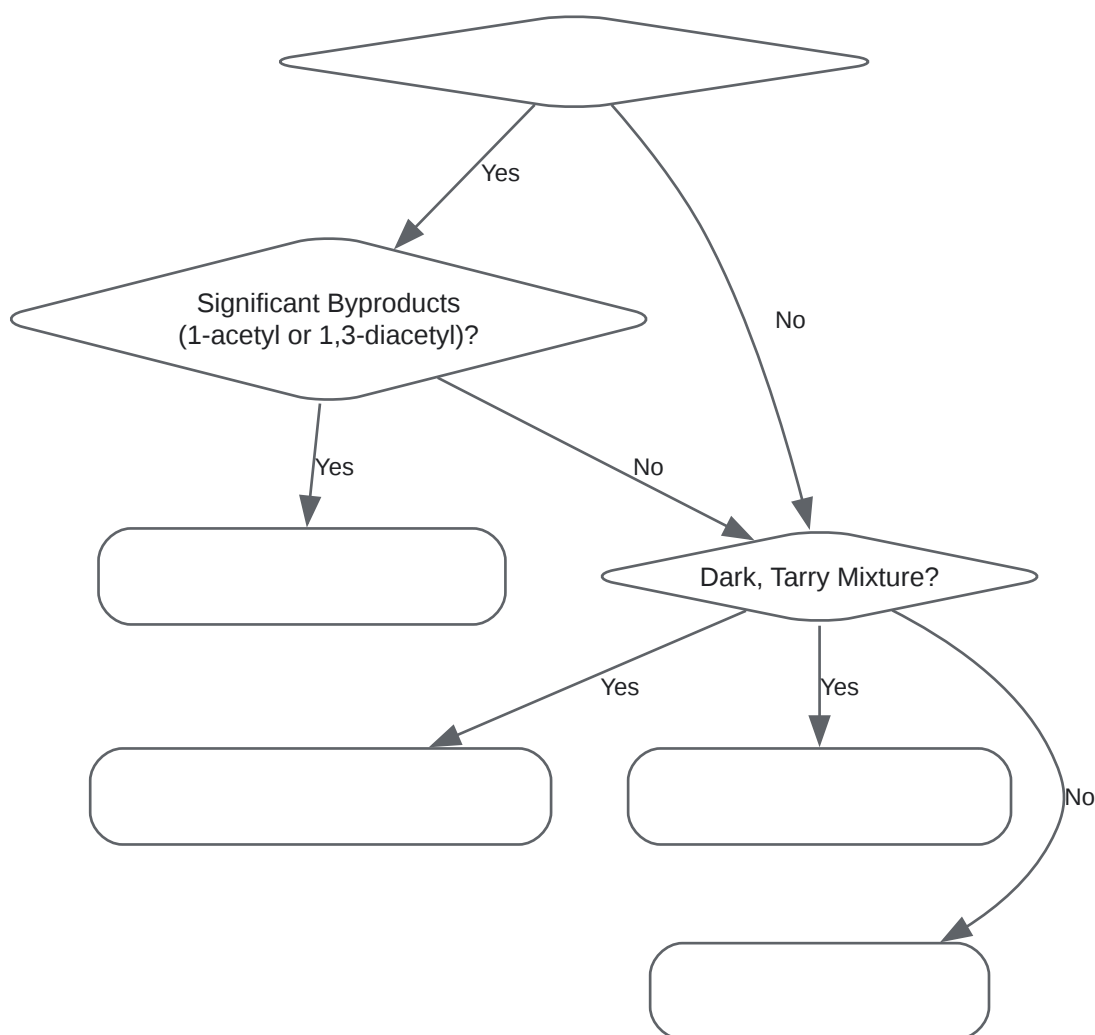 Yes
No
Significant Byproducts
(1-acetyl or 1,3-diacetyl)?
Yes
No
Dark, Tarry Mixture?
Yes
Yes
No